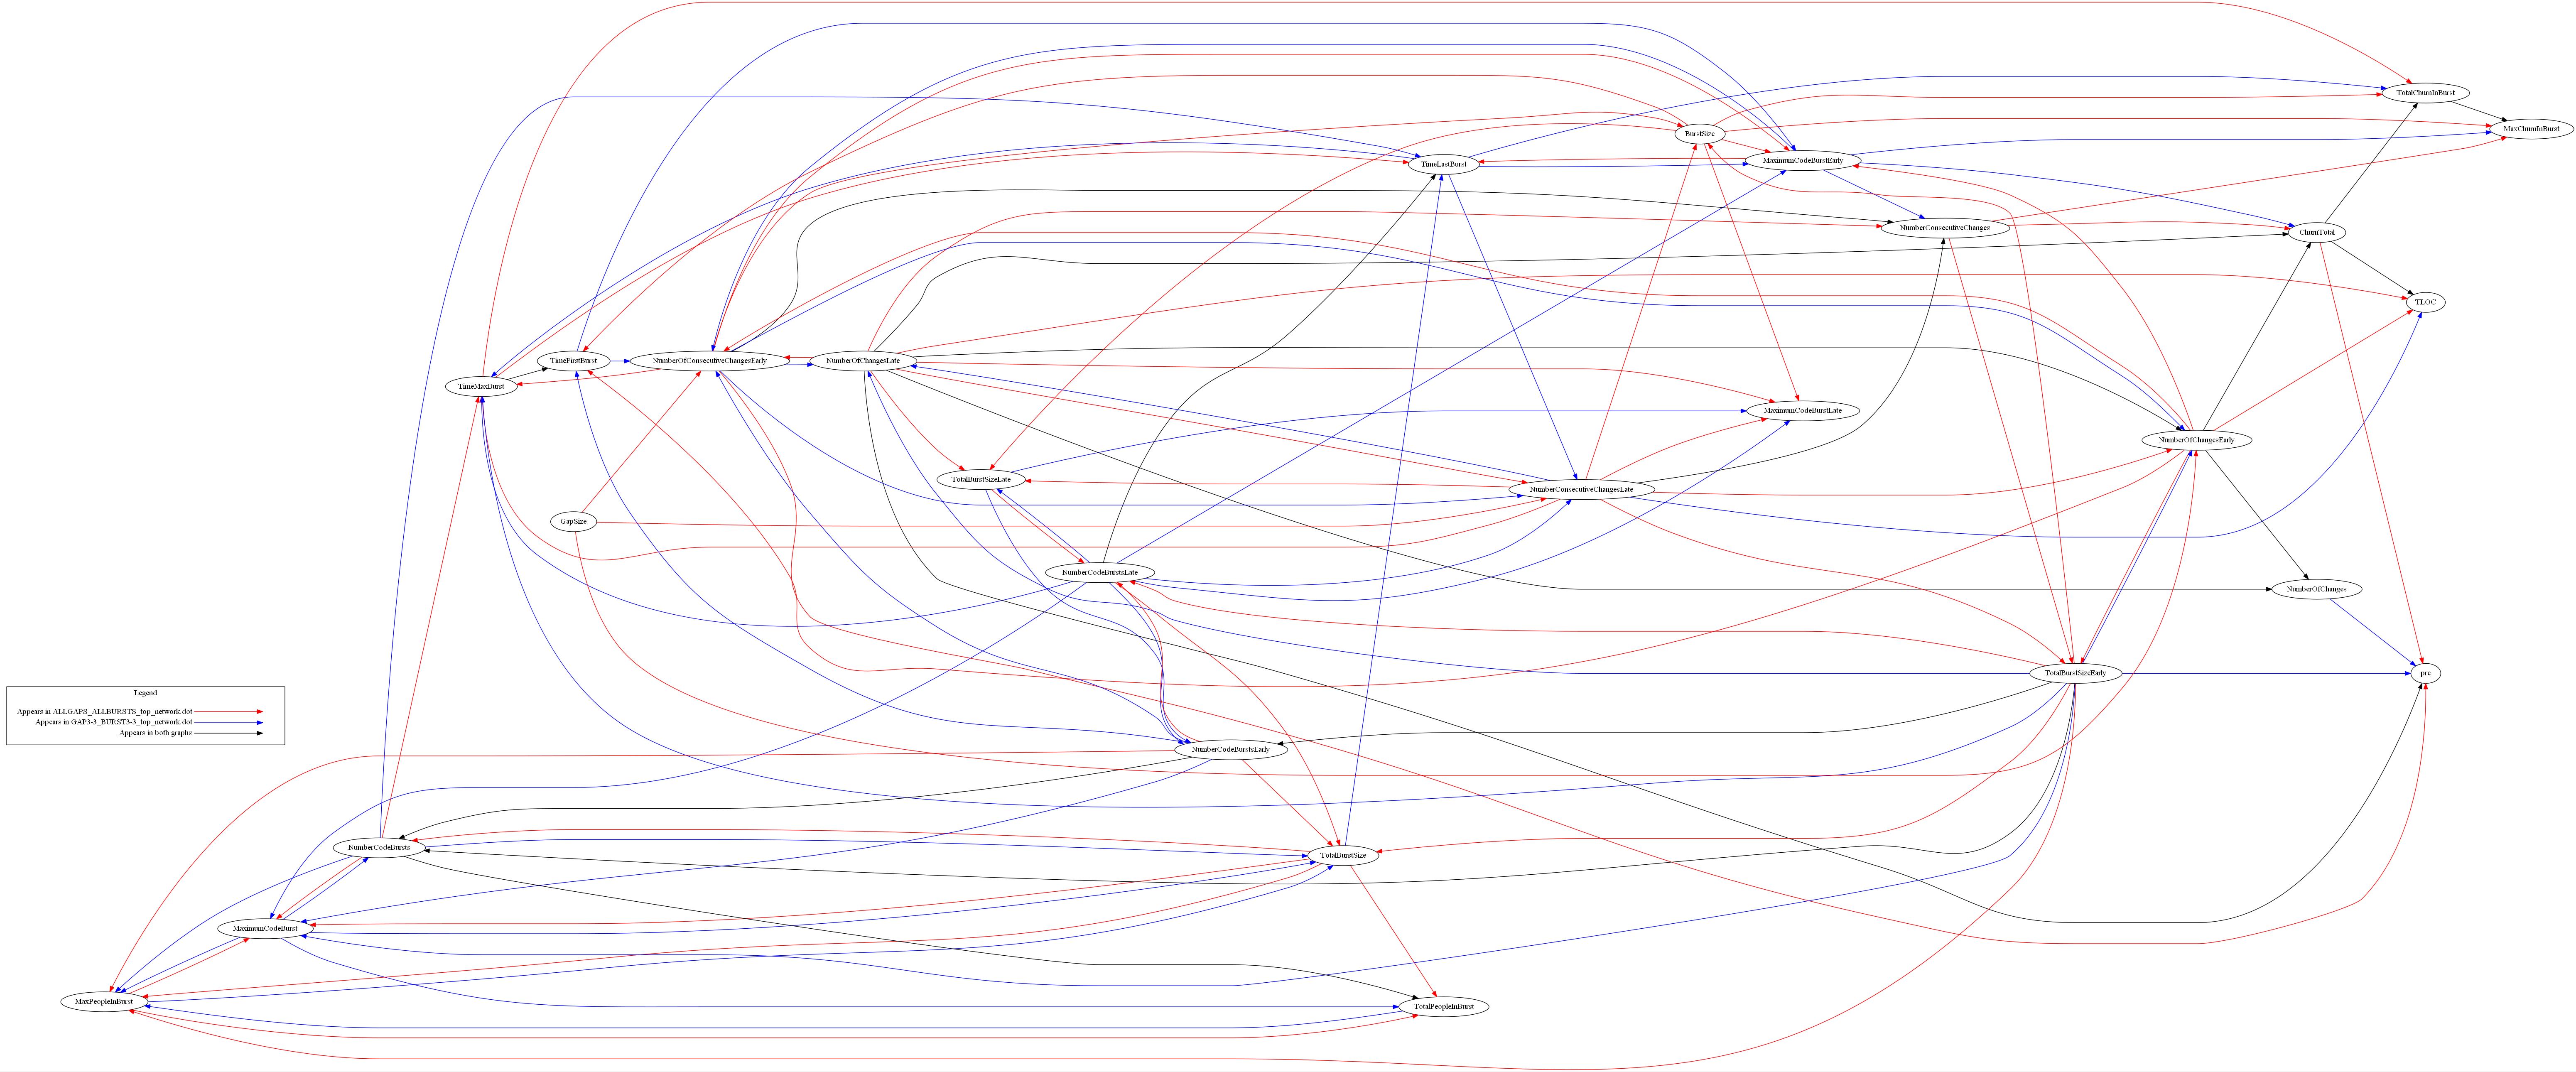 TotalChurnInBurst
MaxChurnInBurst
BurstSize
MaximumCodeBurstEarly
TimeLastBurst
NumberConsecutiveChanges
ChurnTotal
TLOC
TimeFirstBurst
NumberOfConsecutiveChangesEarly
NumberOfChangesLate
TimeMaxBurst
MaximumCodeBurstLate
NumberOfChangesEarly
TotalBurstSizeLate
NumberConsecutiveChangesLate
GapSize
NumberCodeBurstsLate
NumberOfChanges
TotalBurstSizeEarly
pre
Legend
Appears in ALLGAPS_ALLBURSTS_top_network.dot
Appears in GAP3-3_BURST3-3_top_network.dot
Appears in both graphs
NumberCodeBurstsEarly
NumberCodeBursts
TotalBurstSize
MaximumCodeBurst
MaxPeopleInBurst
TotalPeopleInBurst